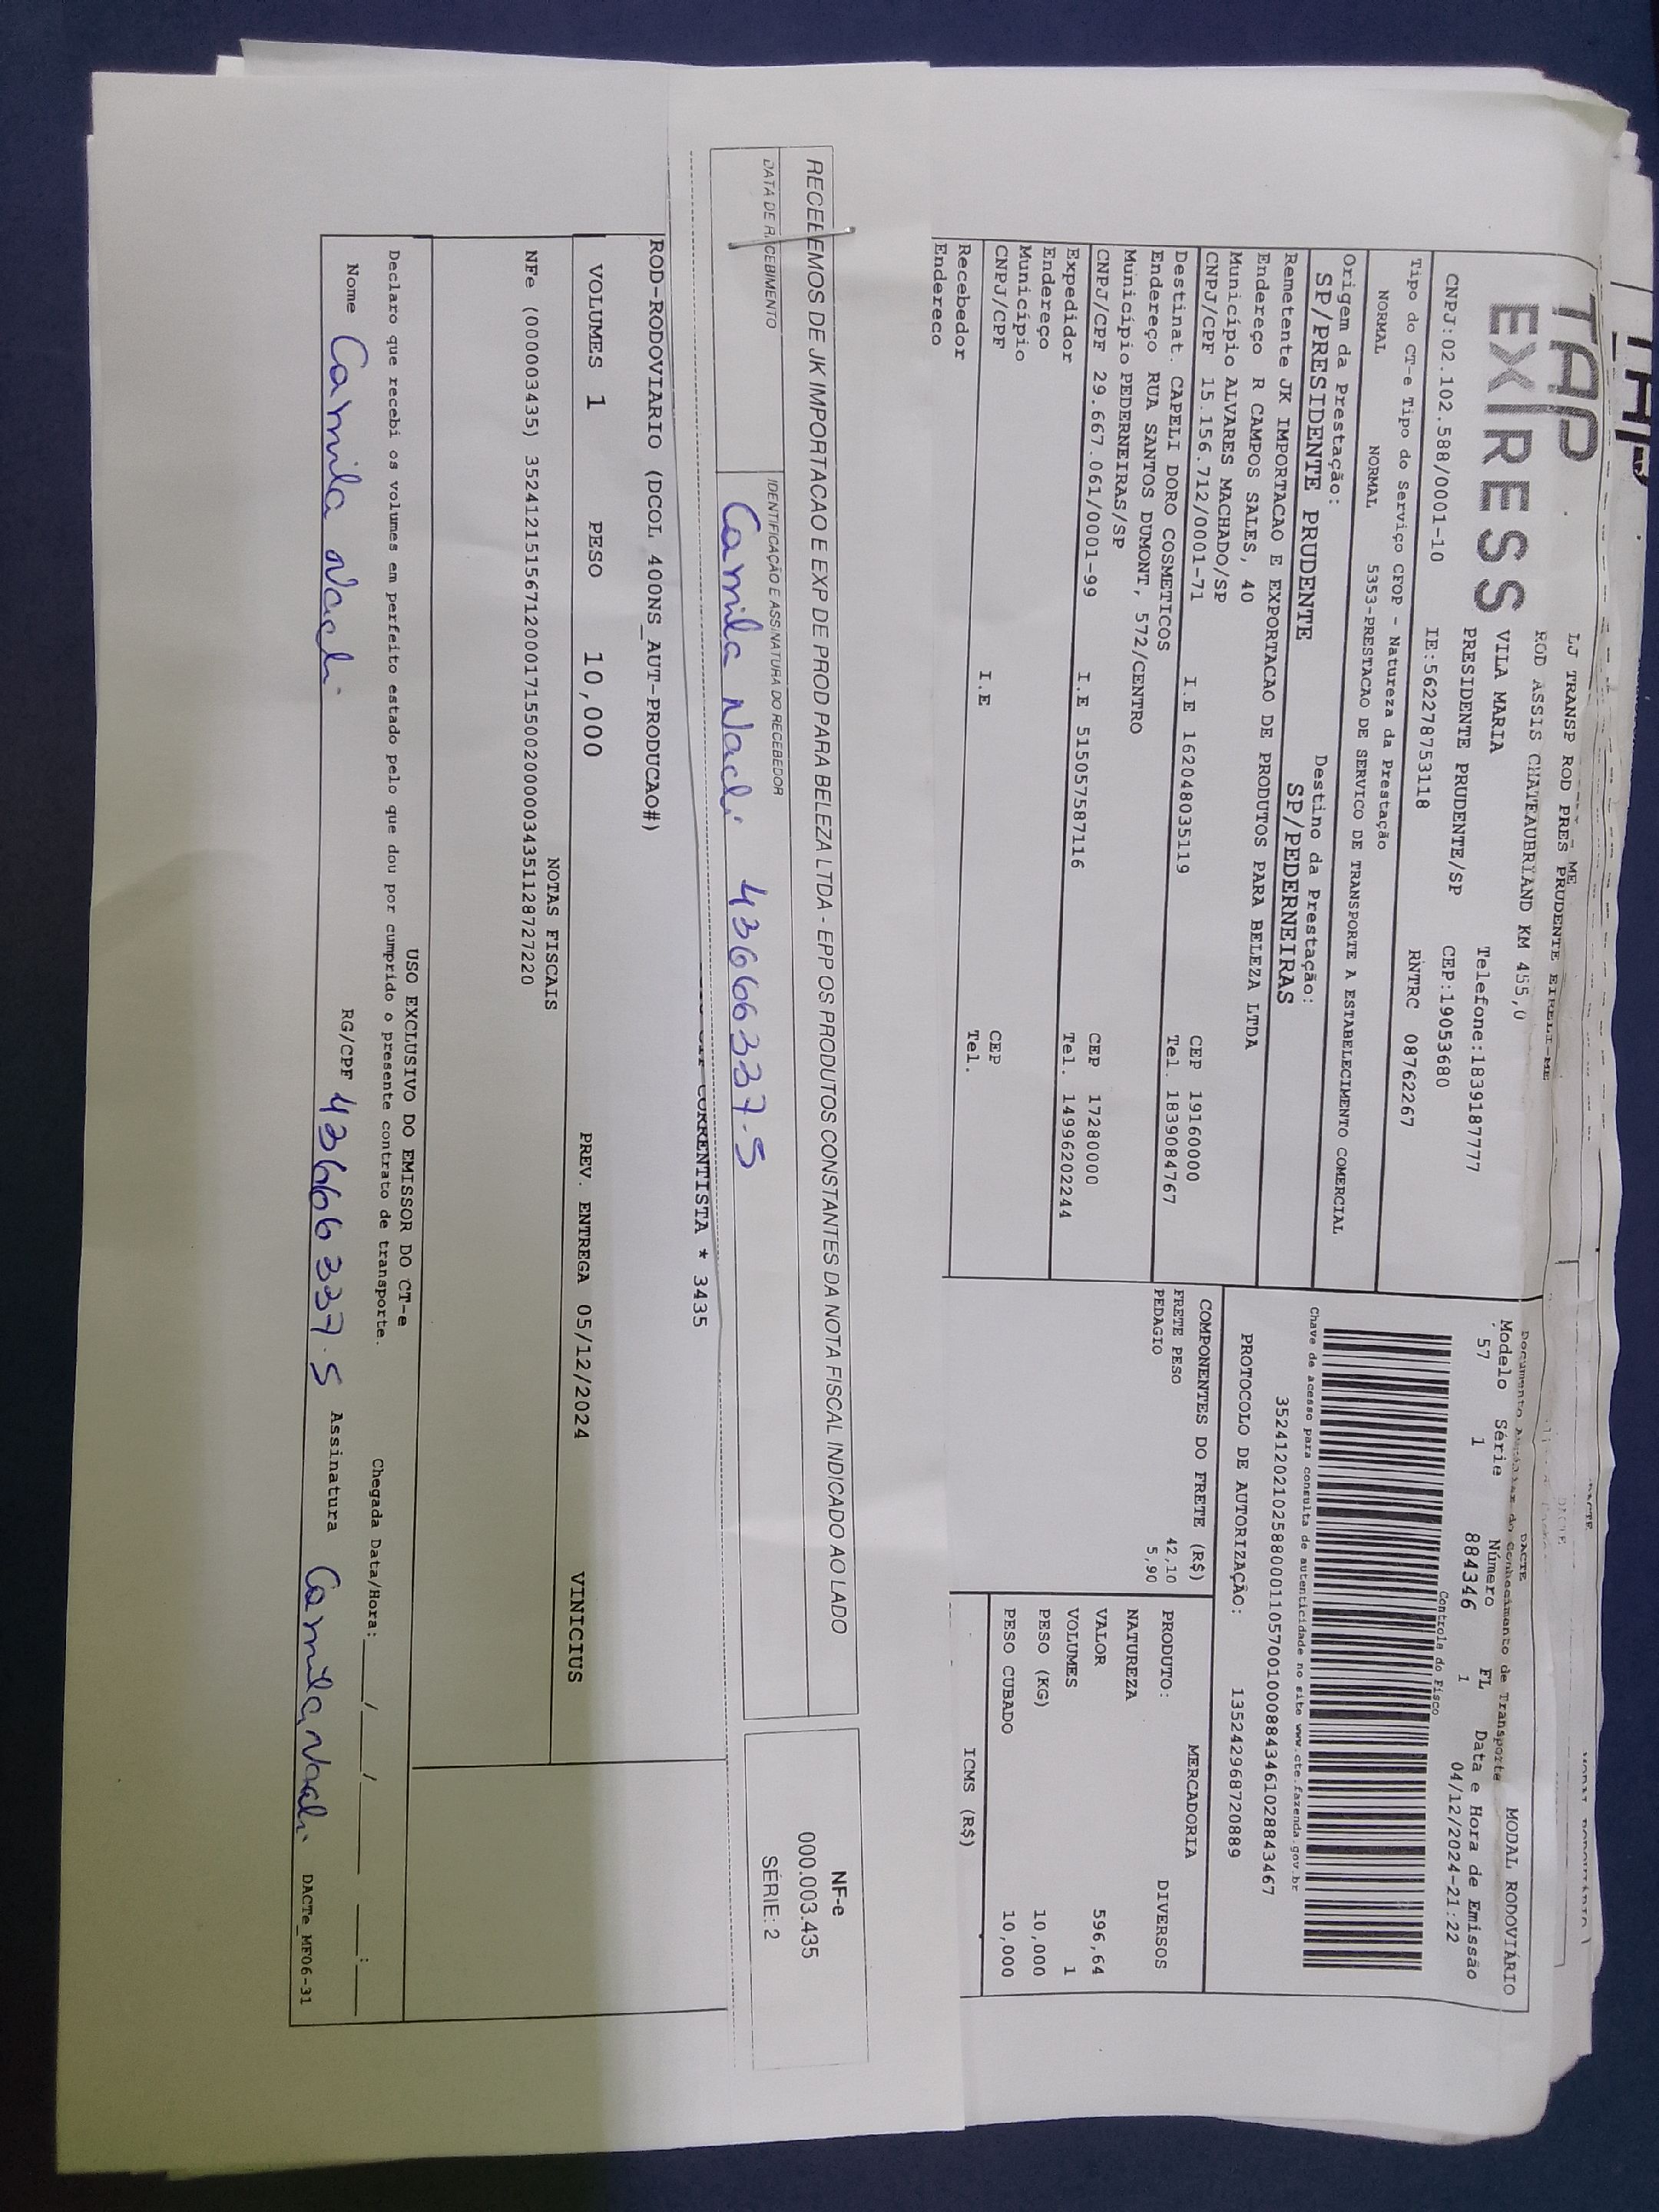 TAP
EXPRESS
LJ TRANSP ROD PRES PRUDENTE EIRELI-ME
ROD ASSIS CHATEAUBRIAND KM 455,0
VILA MARIA
PRESIDENTE PRUDENTE/SP
Telefone:1839187777
CEP:19053680
CNPJ:02.102.588/0001-10 IE:562278753118 RNTRC 08762267
DACTE
MODAL RODOVIÁRIO
Modelo Série Número FL Data e Hora de Emissão
57 1 884346 1 04/12/2024-21:22
Controle do Fisco
Tipo do CT-e Tipo do Serviço CFOP - Natureza da Prestação
NORMAL NORMAL 5353-PRESTACAO DE SERVICO DE TRANSPORTE A ESTABELECIMENTO COMERCIAL
Chave de acesso para consulta de autenticidade no site www.cte.fazenda.gov.br
35241202102588000110570010008843461028843467
Origem da Prestação: Destino da Prestação:
SP/PRESIDENTE PRUDENTE SP/PEDERNEIRAS
PROTOCOLO DE AUTORIZAÇÃO: 135242968720889
Remetente JK IMPORTACAO E EXPORTACAO DE PRODUTOS PARA BELEZA LTDA
Endereço R CAMPOS SALES, 40
Município ALVARES MACHADO/SP CEP 19160000
CNPJ/CPF 15.156.712/0001-71 I.E 162048035119 Tel. 1839084767
Destinat. CAPELI DORO COSMETICOS
Endereço RUA SANTOS DUMONT, 572/CENTRO
Município PEDERNEIRAS/SP CEP 17280000
CNPJ/CPF 29.667.061/0001-99 I.E 515057587116 Tel. 14996202244
Expedidor
Endereço
Município CEP
CNPJ/CPF I.E Tel.
Recebedor
Endereco
COMPONENTES DO FRETE (R$)
FRETE PESO 42,10
PEDAGIO 5,90
MERCADORIA
PRODUTO: DIVERSOS
NATUREZA
VALOR 596,64
VOLUMES 1
PESO (KG) 10,000
PESO CUBADO 10,000
ICMS (R$)
RECEBEMOS DE JK IMPORTACAO E EXP DE PROD PARA BELEZA LTDA - EPP OS PRODUTOS CONSTANTES DA NOTA FISCAL INDICADO AO LADO
DATA DE RECEBIMENTO
IDENTIFICAÇÃO E ASSINATURA DO RECEBEDOR
Camila Nachi 43666337-5
NF-e
000.003.435
SÉRIE: 2
CORRENTISTA * 3435
ROD-RODOVIARIO (DCOL 400NS_AUT-PRODUCAO#)
VOLUMES 1 PESO 10,000 PREV. ENTREGA 05/12/2024 VINICIUS
NOTAS FISCAIS
NFe (000003435) 35241215156712000171550020000034351128727220
USO EXCLUSIVO DO EMISSOR DO CT-e
Declaro que recebi os volumes em perfeito estado pelo que dou por cumprido o presente contrato de transporte.
Chegada Data/Hora:____/____/______ ____:____
Nome Camila Nachi RG/CPF 43666337.5 Assinatura Camila Nachi
DACTe_MF06-31